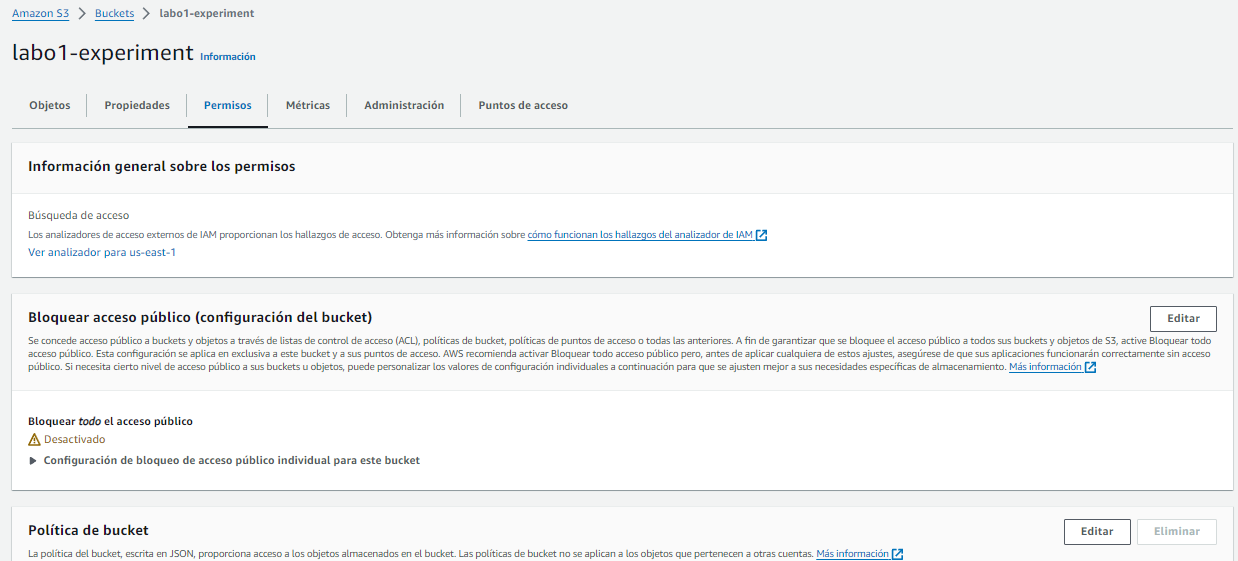 Amazon S3 > Buckets > labo1-experiment
labo1-experiment Información
Objetos Propiedades Permisos Métricas Administración Puntos de acceso
Información general sobre los permisos
Búsqueda de acceso
Los analizadores de acceso externos de IAM proporcionan los hallazgos de acceso. Obtenga más información sobre cómo funcionan los hallazgos del analizador de IAM
Ver analizador para us-east-1
Bloquear acceso público (configuración del bucket) Editar
Se concede acceso público a buckets y objetos a través de listas de control de acceso (ACL), políticas de bucket, políticas de puntos de acceso o todas las anteriores. A fin de garantizar que se bloquee el acceso público a todos sus buckets y objetos de S3, active Bloquear todo
acceso público. Esta configuración se aplica en exclusiva a este bucket y a sus puntos de acceso. AWS recomienda activar Bloquear todo acceso público pero, antes de aplicar cualquiera de estos ajustes, asegúrese de que sus aplicaciones funcionarán correctamente sin acceso
público. Si necesita cierto nivel de acceso público a sus buckets u objetos, puede personalizar los valores de configuración individuales a continuación para que se ajusten mejor a sus necesidades específicas de almacenamiento. Más información
Bloquear todo el acceso público
Desactivado
Configuración de bloqueo de acceso público individual para este bucket
Política de bucket Editar Eliminar
La política del bucket, escrita en JSON, proporciona acceso a los objetos almacenados en el bucket. Las políticas de bucket no se aplican a los objetos que pertenecen a otras cuentas. Más información